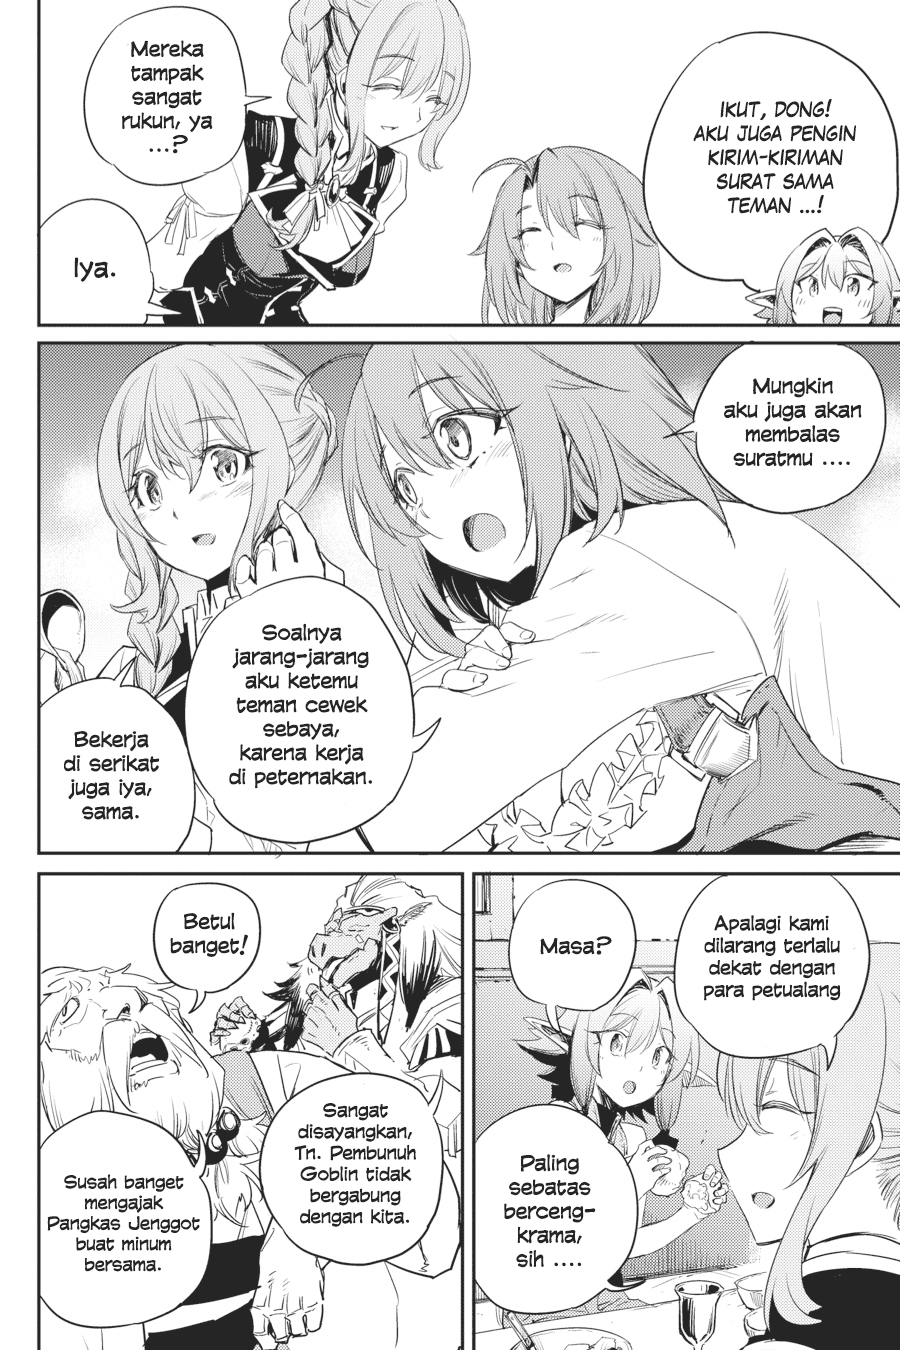 IKUT, DONG!
AKU JUGA PENGIN
KIRIM-KIRIMAN
SURAT SAMA
TEMAN ...!
Mereka
tampak
sangat
rukun, ya
...?
Iya.
Mungkin
aku juga akan
membalas
suratmu ....
Soalnya
jarang-jarang
aku ketemu
teman cewek
sebaya,
karena kerja
di peternakan.
Bekerja
di serikat
juga iya,
sama.
Apalagi kami
dilarang terlalu
dekat dengan
para petualang
Masa?
Paling
sebatas
berceng-
krama,
sih ....
Betul
banget!
Sangat
disayangkan,
Tn. Pembunuh
Goblin tidak
bergabung
dengan kita.
Susah banget
mengajak
Pangkas Jenggot
buat minum
bersama.